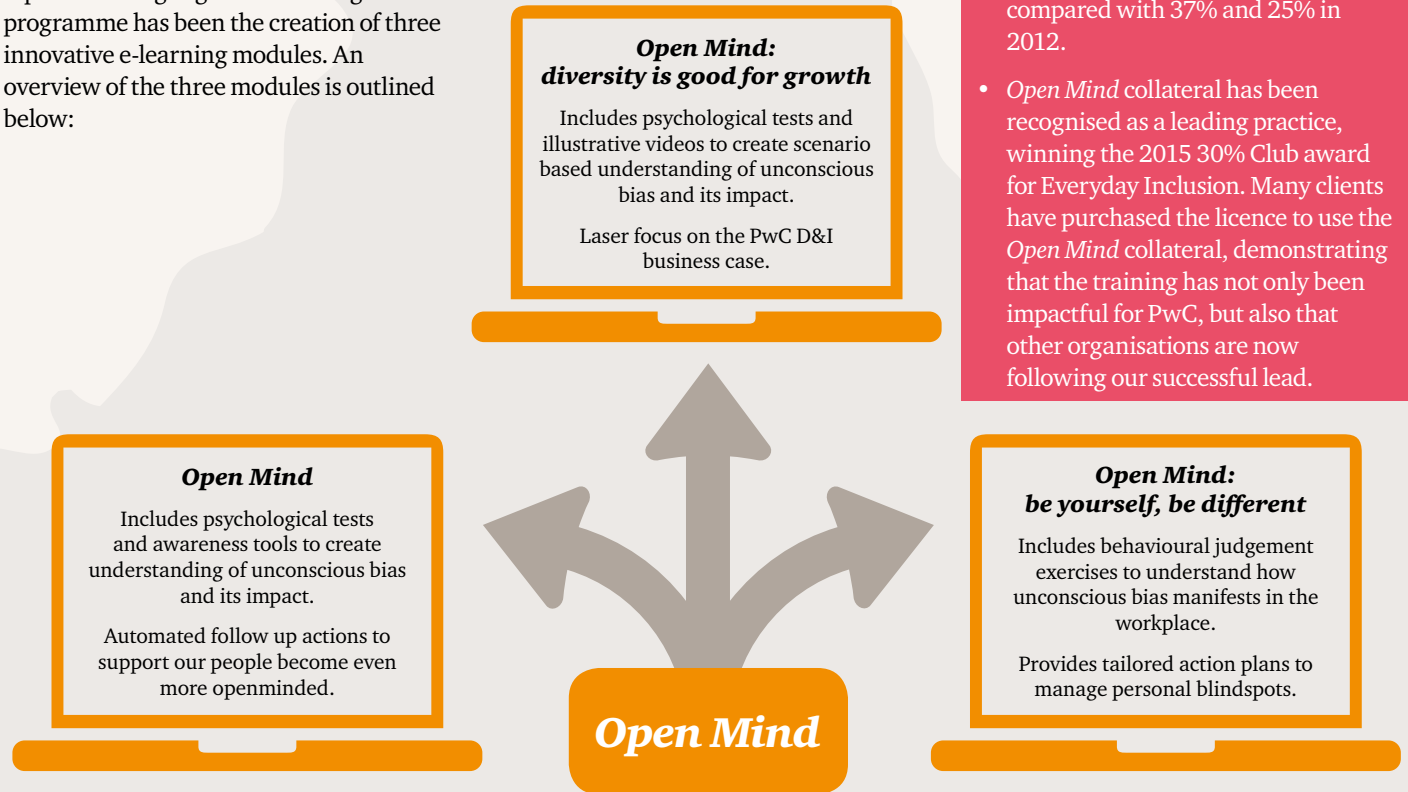 programme has been the creation of three
innovative e-learning modules. An
overview of the three modules is outlined
below:
Open Mind:
diversity is good for growth
Includes psychological tests and
illustrative videos to create scenario
based understanding of unconscious
bias and its impact.
Laser focus on the PwC D&I
business case.
compared with 37% and 25% in
2012.
• Open Mind collateral has been
recognised as a leading practice,
winning the 2015 30% Club award
for Everyday Inclusion. Many clients
have purchased the licence to use the
Open Mind collateral, demonstrating
that the training has not only been
impactful for PwC, but also that
other organisations are now
following our successful lead.
Open Mind
Includes psychological tests
and awareness tools to create
understanding of unconscious bias
and its impact.
Automated follow up actions to
support our people become even
more openminded.
Open Mind:
be yourself, be different
Includes behavioural judgement
exercises to understand how
unconscious bias manifests in the
workplace.
Provides tailored action plans to
manage personal blindspots.
Open Mind